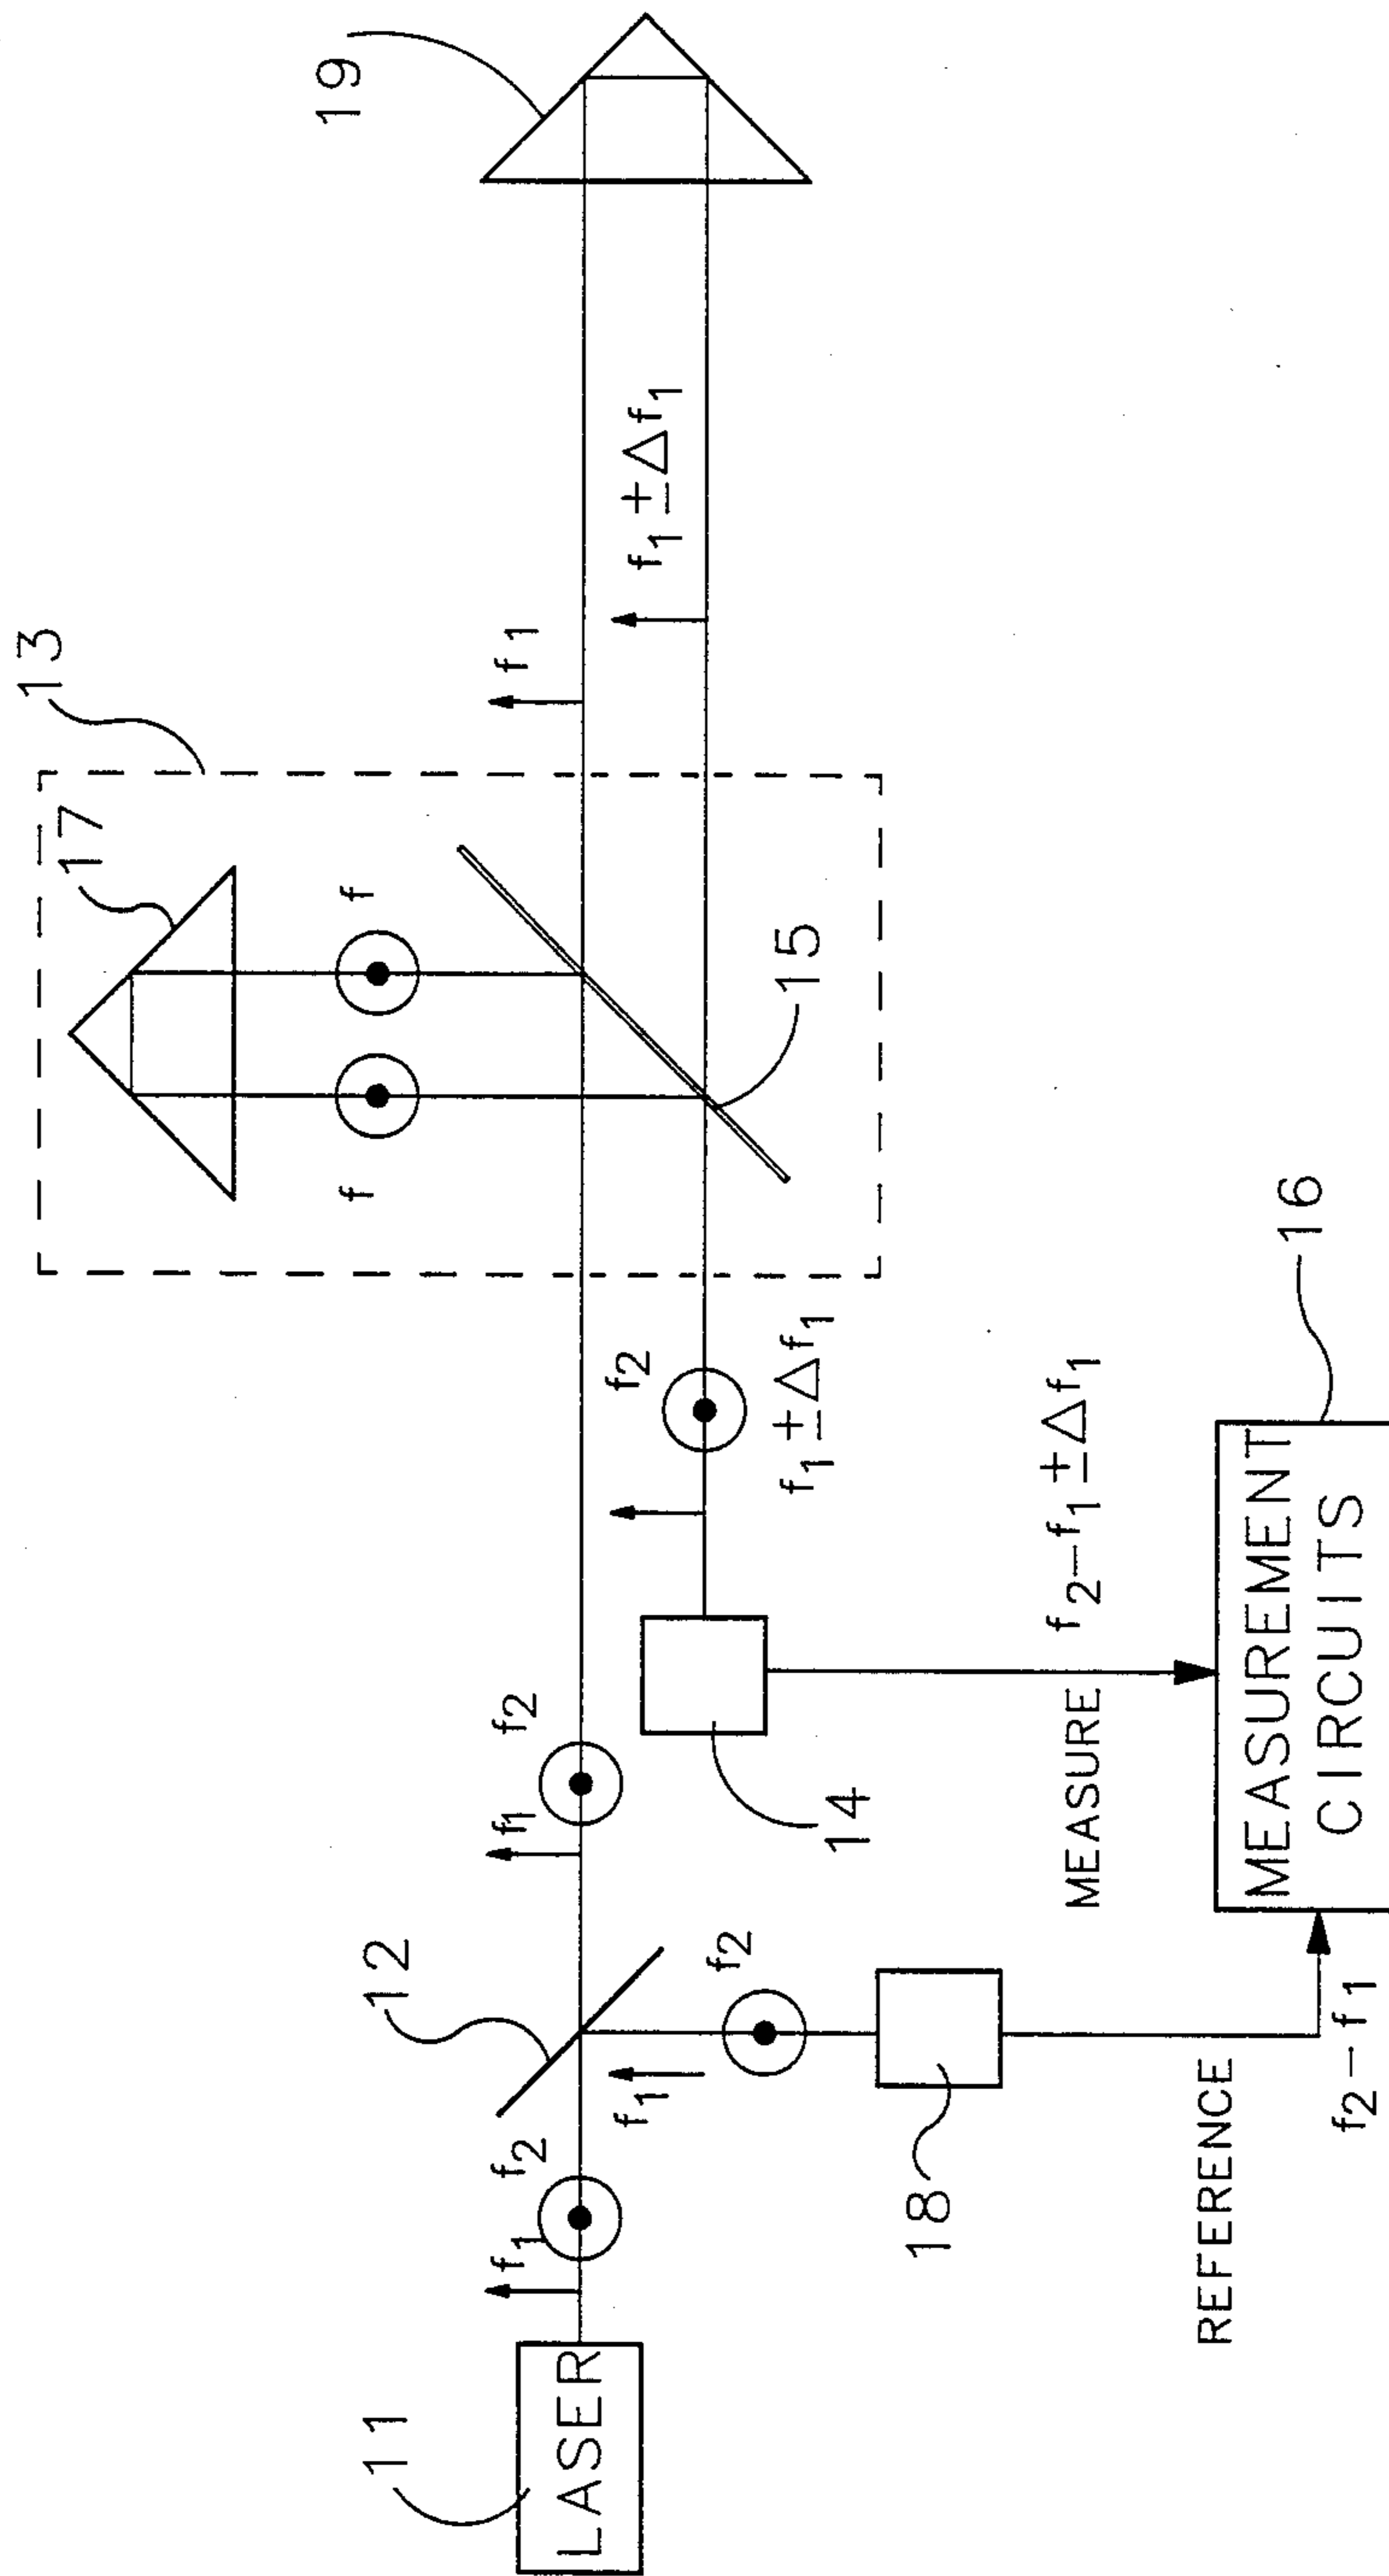 19
13
17
f
f
f1
f1±Δf1
15
12
f1
f2
f2
f1±Δf1
14
11
LASER
f1
f2
f1
f2
18
MEASURE
f2−f1±Δf1
16
MEASUREMENT
CIRCUITS
REFERENCE
f2−f1